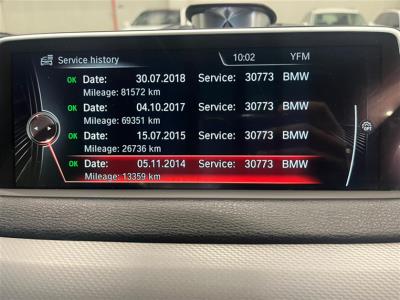 Service history 10:02 YFM
OK Date: 30.07.2018 Service: 30773 BMW
Mileage: 81572 km
OK Date: 04.10.2017 Service: 30773 BMW
Mileage: 69351 km
OK Date: 15.07.2015 Service: 30773 BMW
Mileage: 26736 km
OK Date: 05.11.2014 Service: 30773 BMW
Mileage: 13359 km